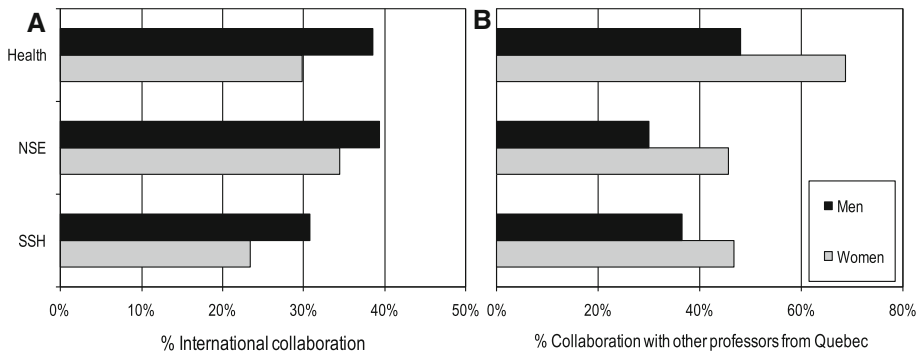 A
B
Health
NSE
SSH
Men
Women
0% 10% 20% 30% 40% 50%
0% 20% 40% 60% 80%
% International collaboration
% Collaboration with other professors from Quebec